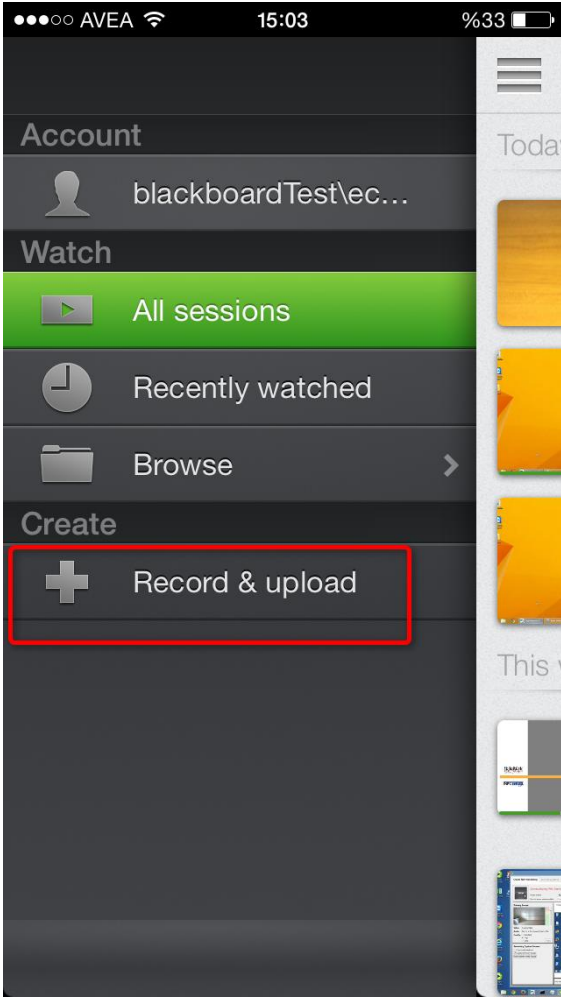 AVEA 15:03 %33
Account
Toda
blackboardTest\ec...
Watch
All sessions
Recently watched
Browse
Create
Record & upload
This